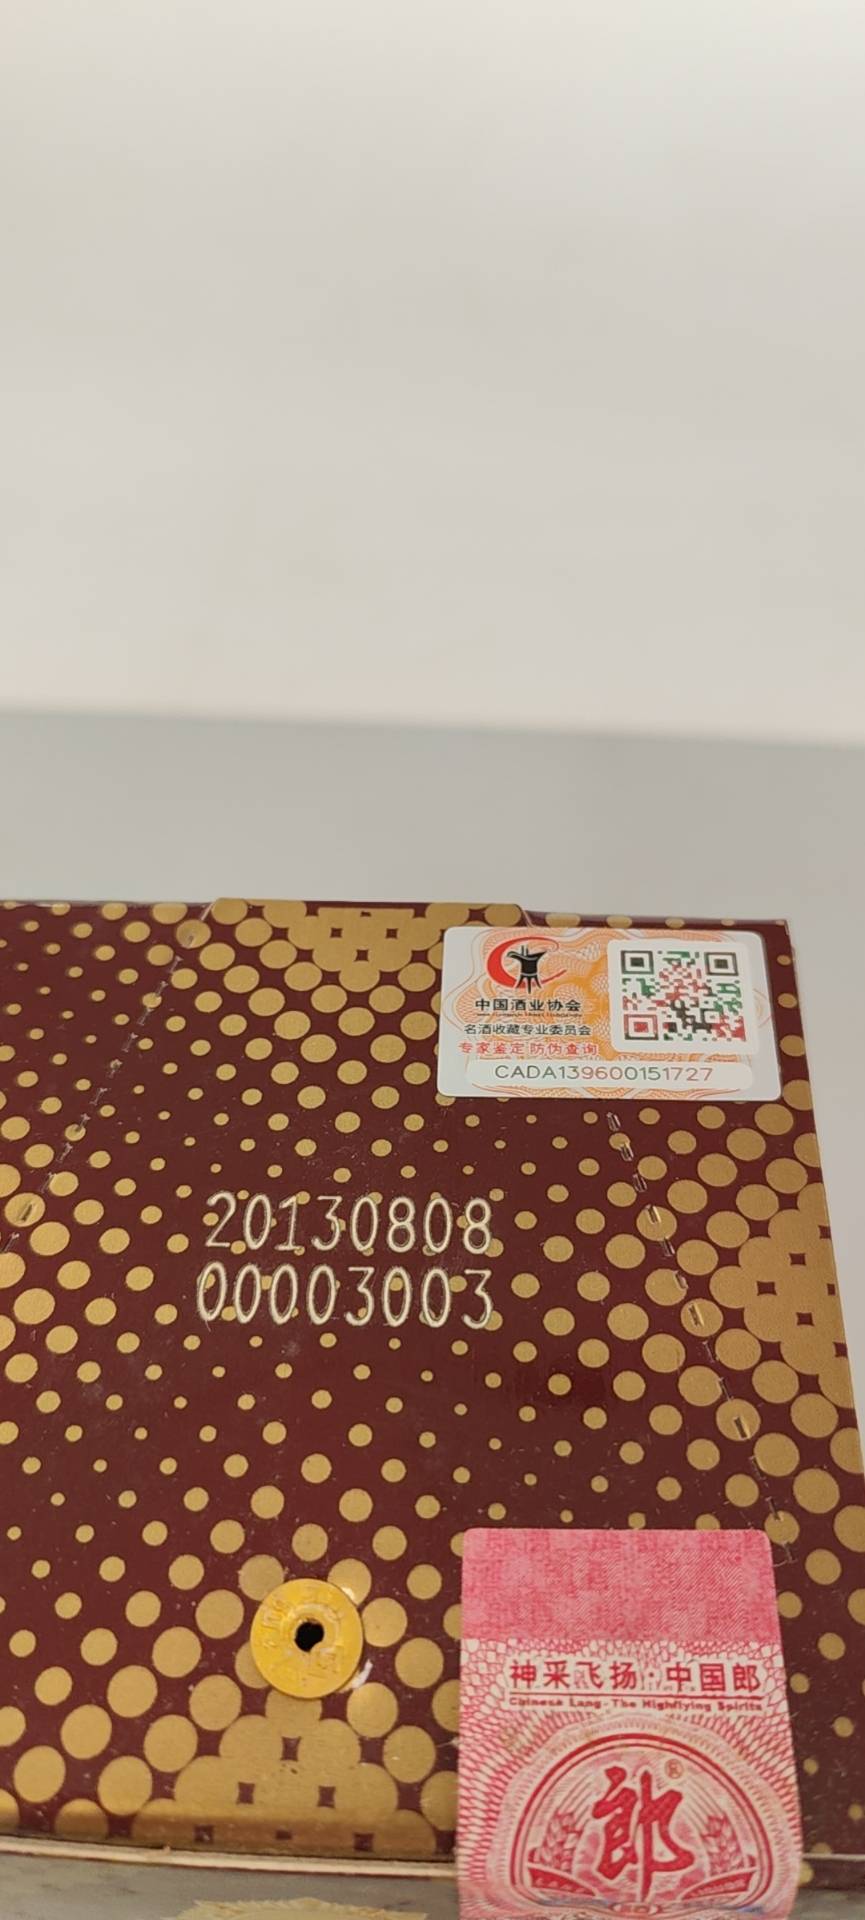 中国酒业协会
名酒收藏专业委员会
专家鉴定 防伪查询
CADA139600151727
20130808
00003003
神采飞扬·中国郎
Chinese Lang·The Highflying Spirits
郎®